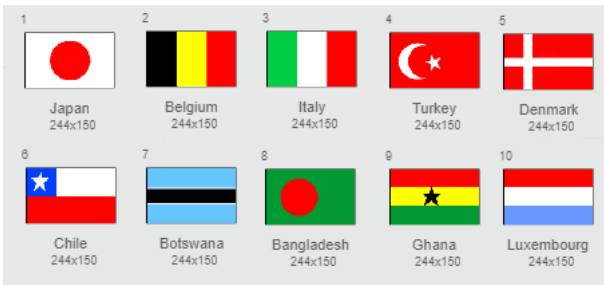 1 2 3 4 5
Japan Belgium Italy Turkey Denmark
244x150 244x150 244x150 244x150 244x150
6 7 8 9 10
Chile Botswana Bangladesh Ghana Luxembourg
244x150 244x150 244x150 244x150 244x150